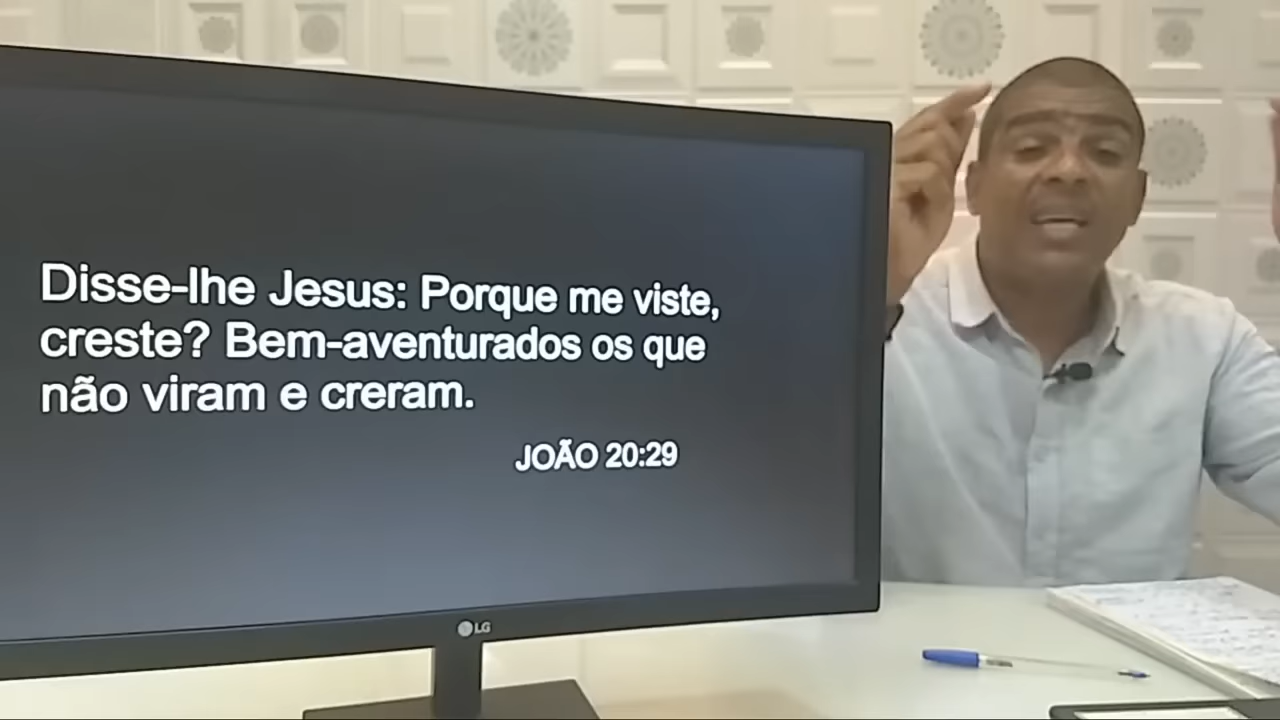 Disse-lhe Jesus: Porque me viste,
creste? Bem-aventurados os que
não viram e creram.
JOÃO 20:29
LG